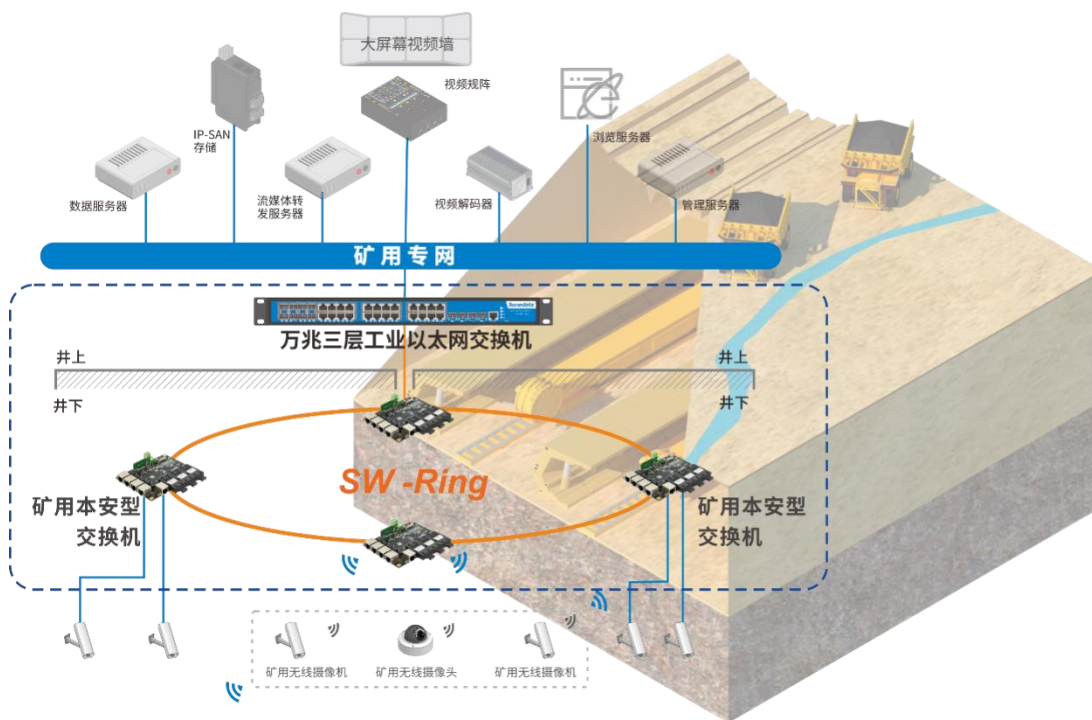 大屏幕视频墙
视频规阵
IP-SAN
存储
浏览服务器
数据服务器
流媒体转
发服务器
视频解码器
管理服务器
矿用专网
万兆三层工业以太网交换机
井上
井上
井下
井下
SW -Ring
矿用本安型
交换机
矿用本安型
交换机
矿用无线摄像机
矿用无线摄像头
矿用无线摄像机